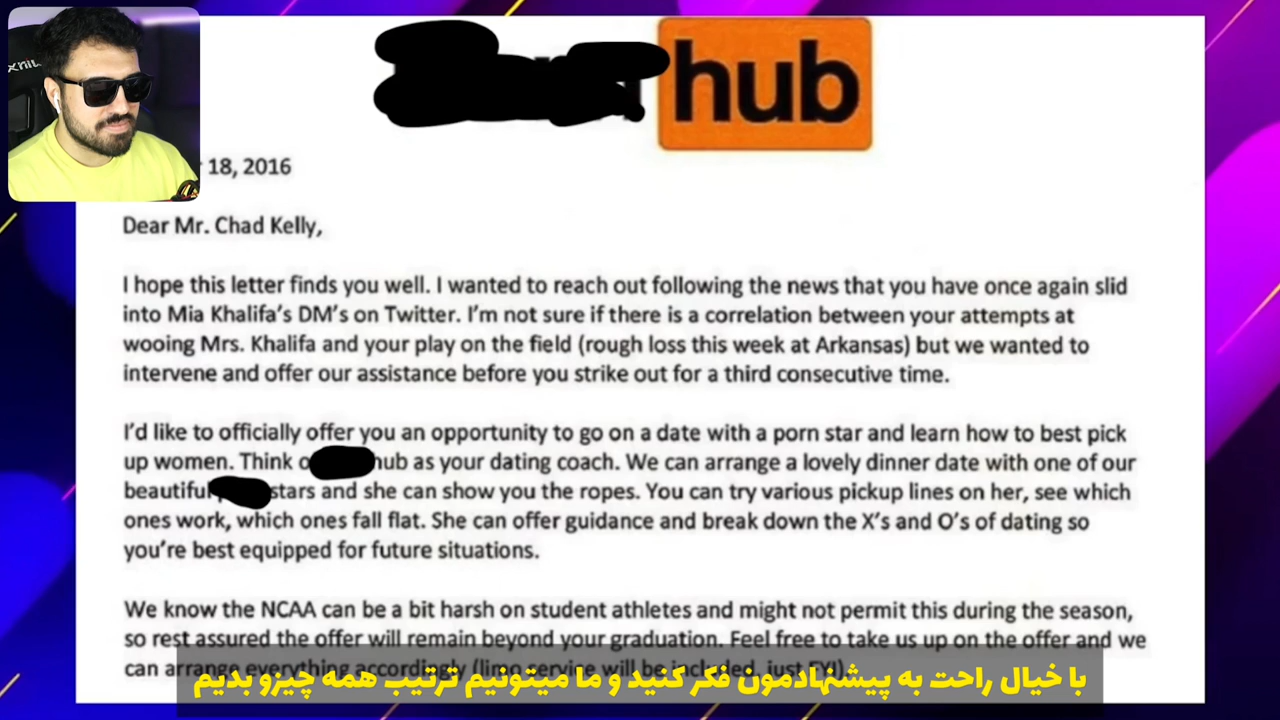 hub
18, 2016
Dear Mr. Chad Kelly,
I hope this letter finds you well. I wanted to reach out following the news that you have once again slid
into Mia Khalifa's DM's on Twitter. I'm not sure if there is a correlation between your attempts at
wooing Mrs. Khalifa and your play on the field (rough loss this week at Arkansas) but we wanted to
intervene and offer our assistance before you strike out for a third consecutive time.
I'd like to officially offer you an opportunity to go on a date with a porn star and learn how to best pick
up women. Think hub as your dating coach. We can arrange a lovely dinner date with one of our
beautiful stars and she can show you the ropes. You can try various pickup lines on her, see which
ones work, which ones fall flat. She can offer guidance and break down the X's and O's of dating so
you're best equipped for future situations.
We know the NCAA can be a bit harsh on student athletes and might not permit this during the season,
so rest assured the offer will remain beyond your graduation. Feel free to take us up on the offer and we
can arrange everything accordingly (limo service will be included, just FYI)
با خیال راحت به پیشنهادمون فکر کنید و ما میتونیم ترتیب همه چیزو بدیم